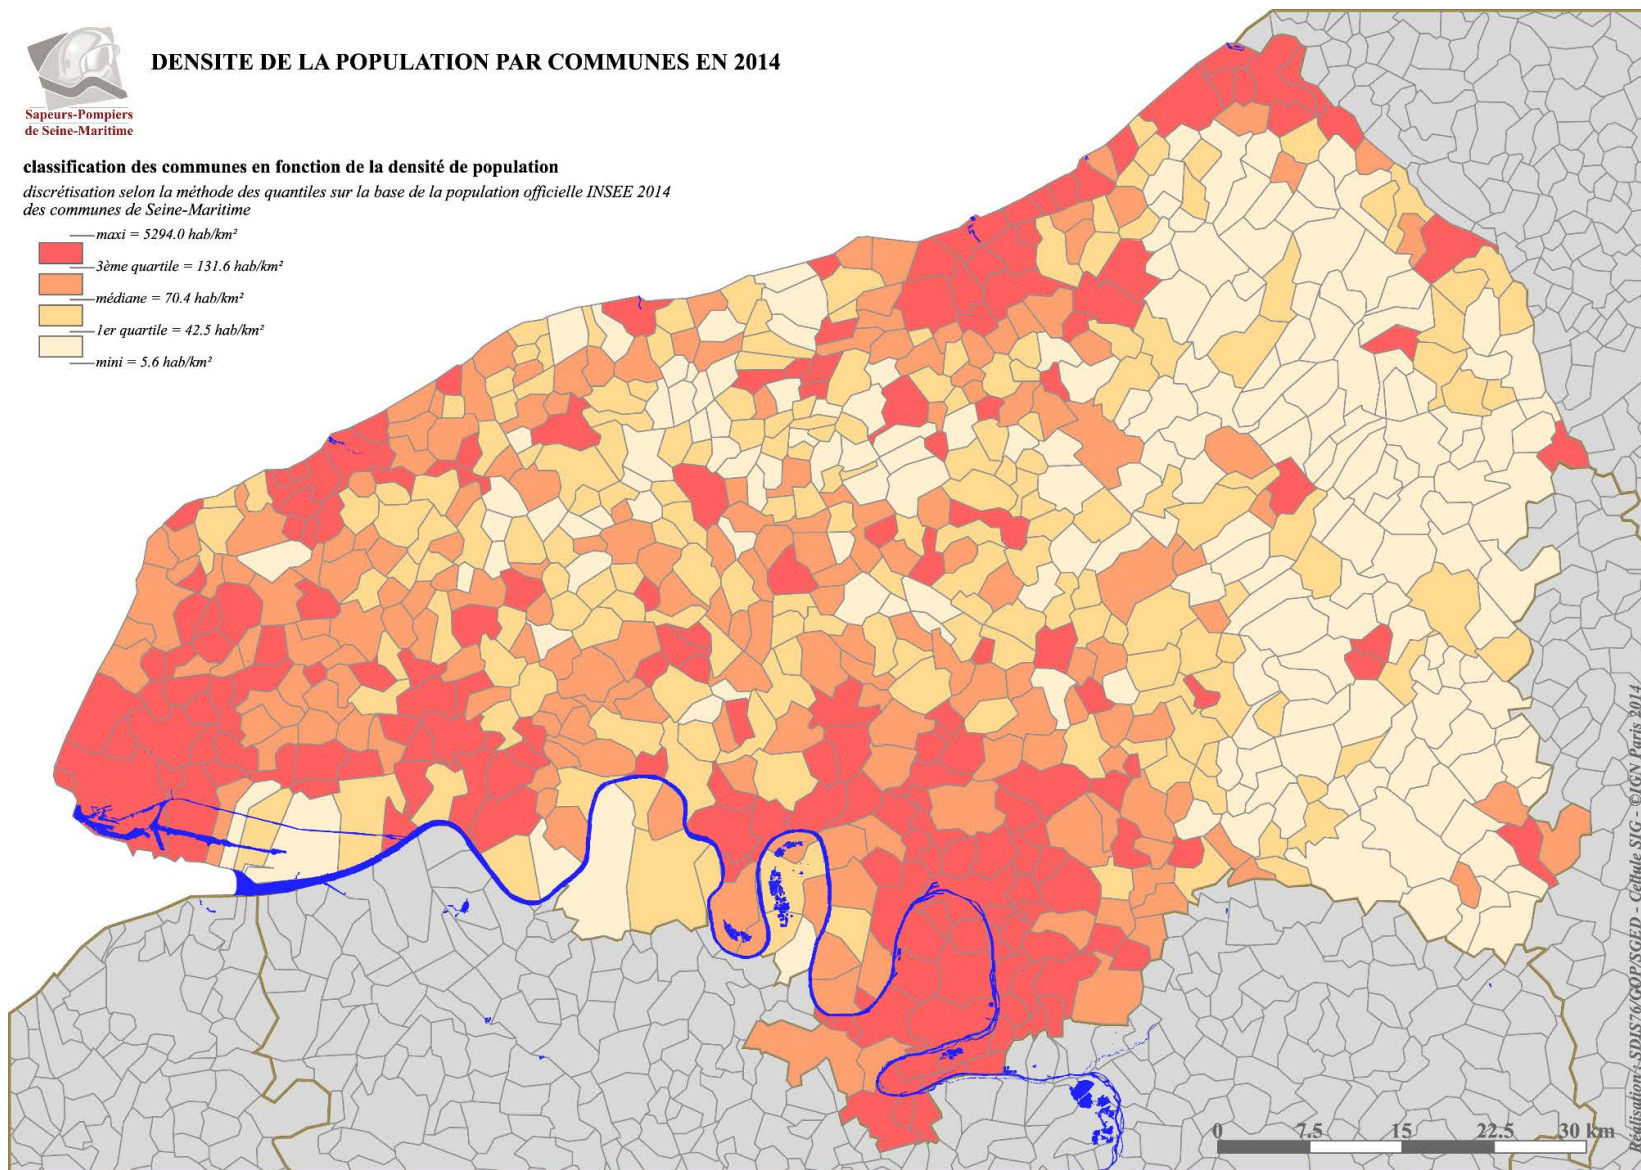 DENSITE DE LA POPULATION PAR COMMUNES EN 2014
Sapeurs-Pompiers
de Seine-Maritime
classification des communes en fonction de la densité de population
discrétisation selon la méthode des quantiles sur la base de la population officielle INSEE 2014
des communes de Seine-Maritime
maxi = 5294.0 hab/km²
3ème quartile = 131.6 hab/km²
médiane = 70.4 hab/km²
1er quartile = 42.5 hab/km²
mini = 5.6 hab/km²
Réalisation : SDIS76/GOP/SGED - Cellule SIG - ©IGN Paris 2014
0 7.5 15 22.5 30 km